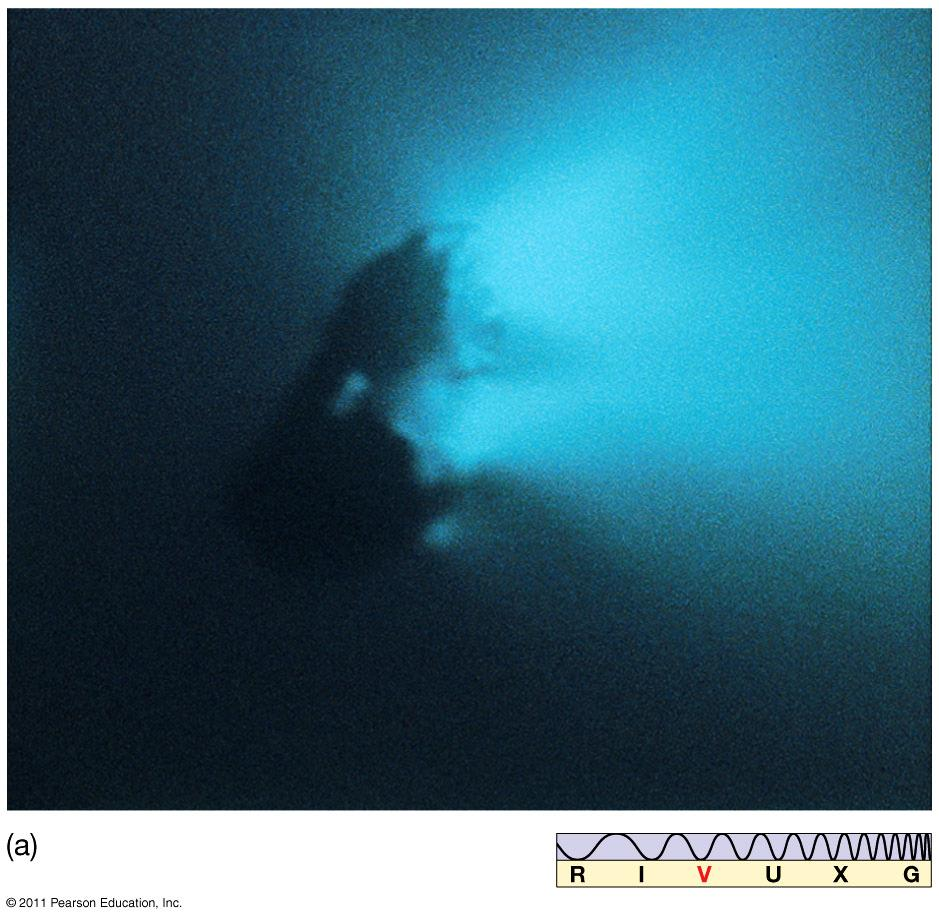 (a)
R I V U X G
© 2011 Pearson Education, Inc.